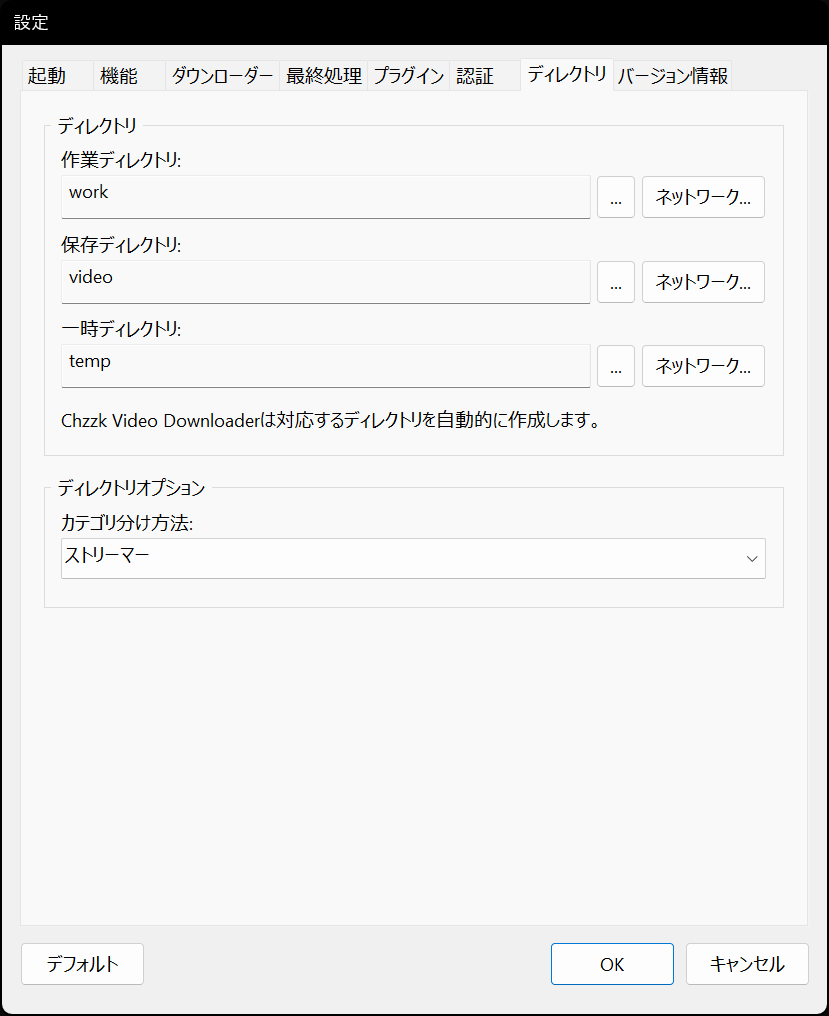 設定
起動 機能 ダウンローダー 最終処理 プラグイン 認証 ディレクトリ バージョン情報
ディレクトリ
作業ディレクトリ:
work ... ネットワーク...
保存ディレクトリ:
video ... ネットワーク...
一時ディレクトリ:
temp ... ネットワーク...
Chzzk Video Downloaderは対応するディレクトリを自動的に作成します。
ディレクトリオプション
カテゴリ分け方法:
ストリーマー
デフォルト OK キャンセル